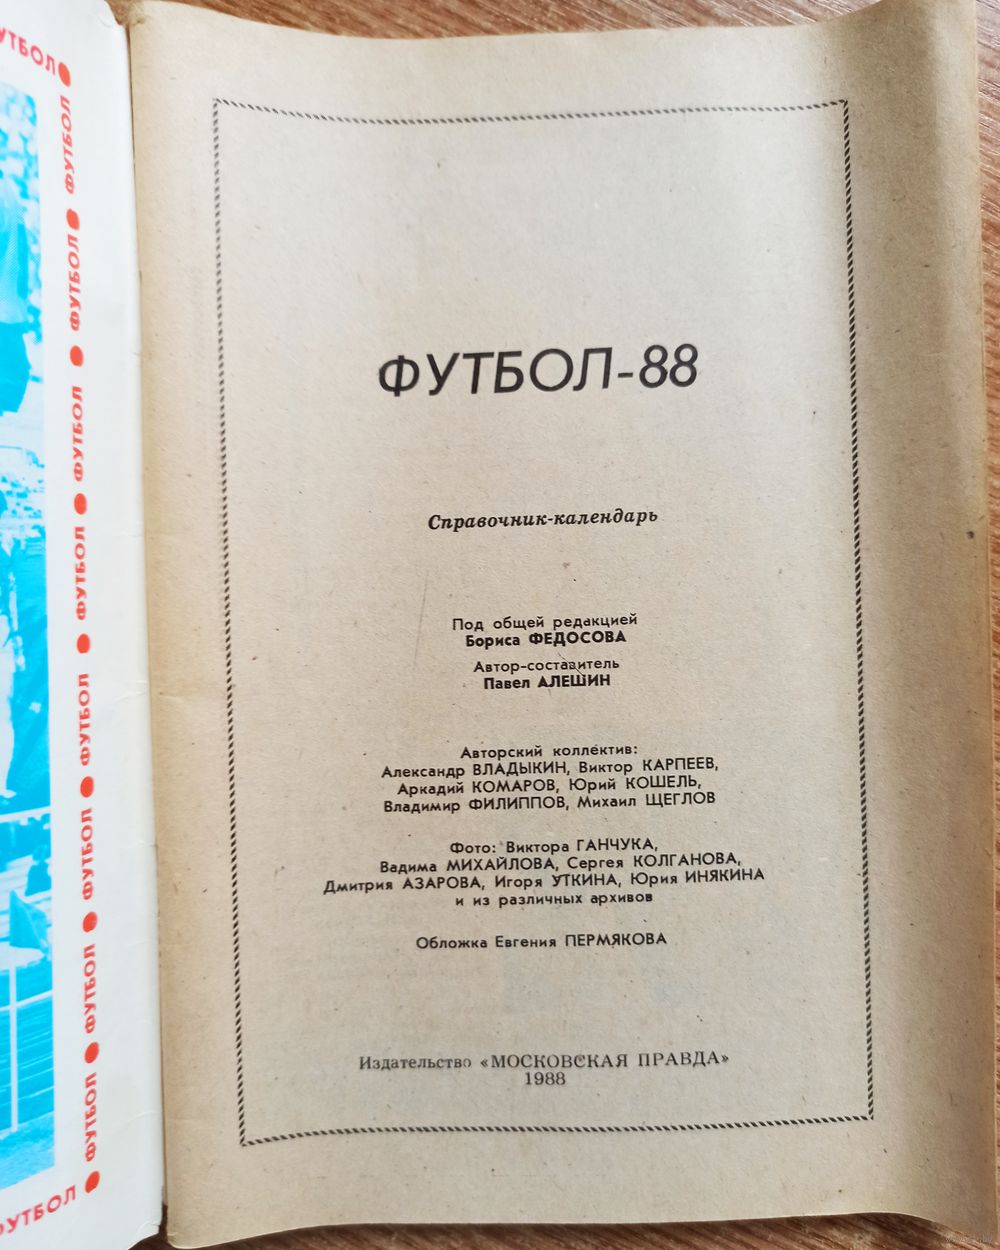 ФУТБОЛ
ФУТБОЛ
ФУТБОЛ
ФУТБОЛ
ФУТБОЛ
ФУТБОЛ
ФУТБОЛ
ФУТБОЛ
ФУТБОЛ
ФУТБОЛ
ФУТБОЛ-88
Справочник-календарь
Под общей редакцией
Бориса ФЕДОСОВА
Автор-составитель
Павел АЛЕШИН
Авторский коллектив:
Александр ВЛАДЫКИН, Виктор КАРПЕЕВ,
Аркадий КОМАРОВ, Юрий КОШЕЛЬ,
Владимир ФИЛИППОВ, Михаил ЩЕГЛОВ
Фото: Виктора ГАНЧУКА,
Вадима МИХАЙЛОВА, Сергея КОЛГАНОВА,
Дмитрия АЗАРОВА, Игоря УТКИНА, Юрия ИНЯКИНА
и из различных архивов
Обложка Евгения ПЕРМЯКОВА
Издательство «МОСКОВСКАЯ ПРАВДА»
1988